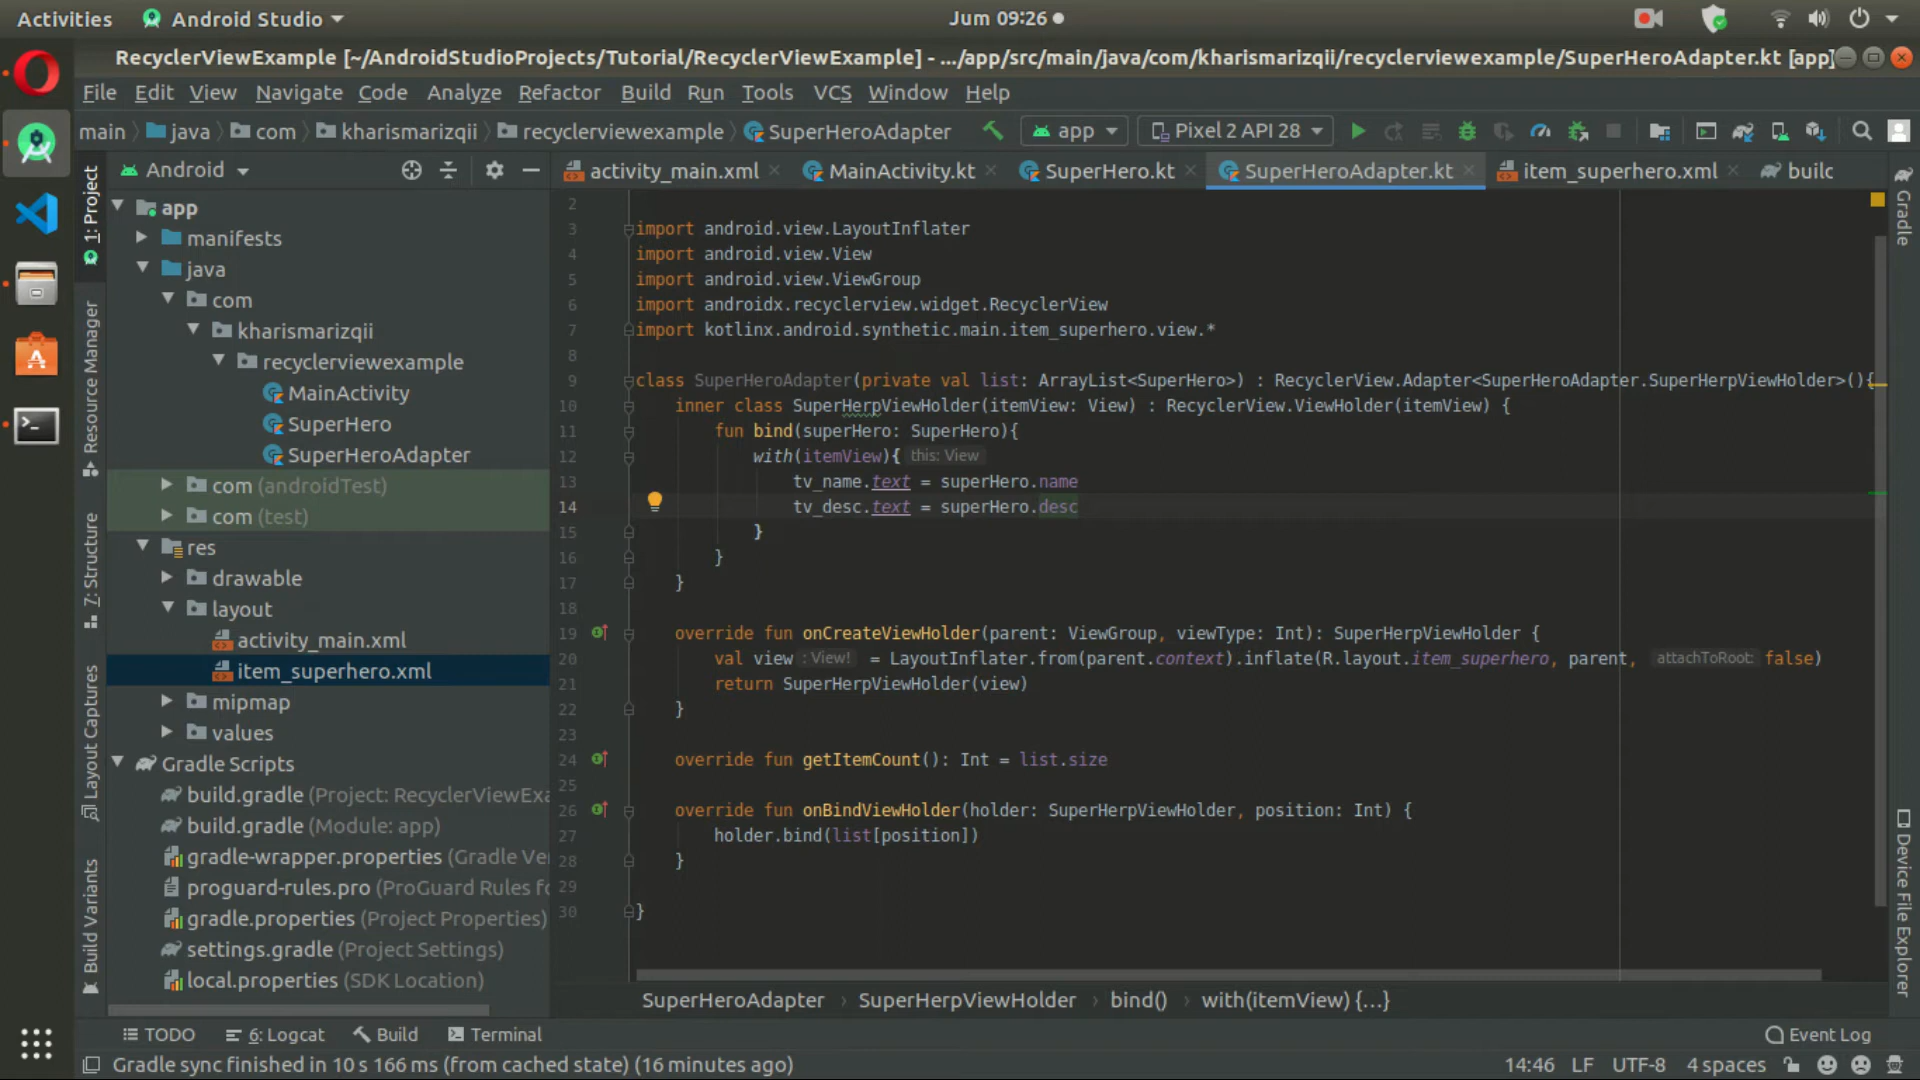 Activities
Android Studio
Jum 09:26
RecyclerViewExample [~/AndroidStudioProjects/Tutorial/RecyclerViewExample] - .../app/src/main/java/com/kharismarizqii/recyclerviewexample/SuperHeroAdapter.kt [app]
File Edit View Navigate Code Analyze Refactor Build Run Tools VCS Window Help
main java com kharismarizqii recyclerviewexample SuperHeroAdapter app Pixel 2 API 28
Android
activity_main.xml MainActivity.kt SuperHero.kt SuperHeroAdapter.kt item_superhero.xml builc
1: Project
Resource Manager
7: Structure
Layout Captures
Build Variants
app
manifests
java
com
kharismarizqii
recyclerviewexample
MainActivity
SuperHero
SuperHeroAdapter
com (androidTest)
com (test)
res
drawable
layout
activity_main.xml
item_superhero.xml
mipmap
values
Gradle Scripts
build.gradle (Project: RecyclerViewExa
build.gradle (Module: app)
gradle-wrapper.properties (Gradle Ve
proguard-rules.pro (ProGuard Rules fo
gradle.properties (Project Properties)
settings.gradle (Project Settings)
local.properties (SDK Location)
2
3 import android.view.LayoutInflater
4 import android.view.View
5 import android.view.ViewGroup
6 import androidx.recyclerview.widget.RecyclerView
7 import kotlinx.android.synthetic.main.item_superhero.view.*
8
9 class SuperHeroAdapter(private val list: ArrayList<SuperHero>) : RecyclerView.Adapter<SuperHeroAdapter.SuperHerpViewHolder>(){
10 inner class SuperHerpViewHolder(itemView: View) : RecyclerView.ViewHolder(itemView) {
11 fun bind(superHero: SuperHero){
12 with(itemView){ this: View
13 tv_name.text = superHero.name
14 tv_desc.text = superHero.desc
15 }
16 }
17 }
18
19 override fun onCreateViewHolder(parent: ViewGroup, viewType: Int): SuperHerpViewHolder {
20 val view : View! = LayoutInflater.from(parent.context).inflate(R.layout.item_superhero, parent, attachToRoot: false)
21 return SuperHerpViewHolder(view)
22 }
23
24 override fun getItemCount(): Int = list.size
25
26 override fun onBindViewHolder(holder: SuperHerpViewHolder, position: Int) {
27 holder.bind(list[position])
28 }
29
30 }
Gradle
Device File Explorer
SuperHeroAdapter › SuperHerpViewHolder › bind() › with(itemView) {...}
TODO 6: Logcat Build Terminal Event Log
Gradle sync finished in 10 s 166 ms (from cached state) (16 minutes ago) 14:46 LF UTF-8 4 spaces